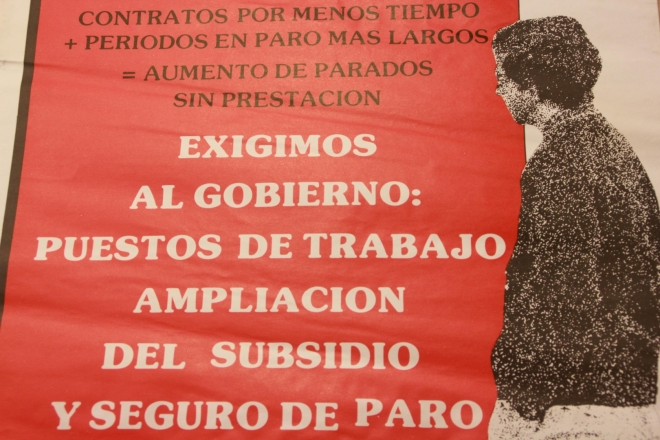 CONTRATOS POR MENOS TIEMPO
+ PERIODOS EN PARO MAS LARGOS
= AUMENTO DE PARADOS
SIN PRESTACION
EXIGIMOS
AL GOBIERNO:
PUESTOS DE TRABAJO
AMPLIACION
DEL SUBSIDIO
Y SEGURO DE PARO